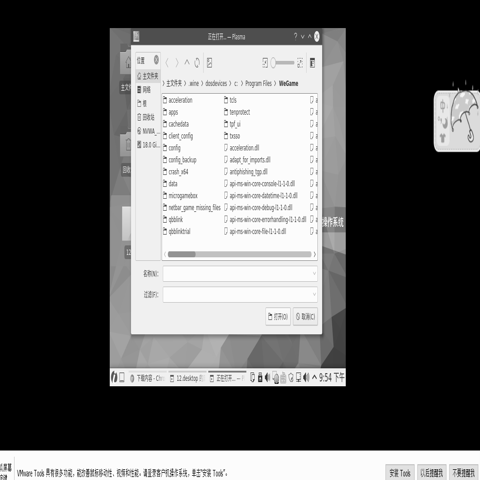 正在打开... — Plasma
位置
主文件夹
网络
根
回收站
主文件夹 > .wine > dosdevices > c: > Program Files > WeGame
acceleration
apps
cachedata
client_config
config
config_backup
crash_x64
data
microgamebox
netbar_game_missing_files
qbblink
qbblinktrial
tcls
tenprotect
tpf_ui
txsso
acceleration.dll
adapt_for_imports.dll
antiphishing_tgp.dll
api-ms-win-core-console-l1-1-0.dll
api-ms-win-core-datetime-l1-1-0.dll
api-ms-win-core-debug-l1-1-0.dll
api-ms-win-core-errorhandling-l1-1-0.dll
api-ms-win-core-file-l1-1-0.dll
名称(N):
过滤(F):
打开(O)
取消(C)
操作系统
下载内容 - Chr
12.desktop
正在打开... —
9:54 下午
VMware Tools 具有很多功能，能改善鼠标移动性、视频和性能。请登录客户机操作系统，单击"安装 Tools"。
安装 Tools
以后提醒我
不要提醒我